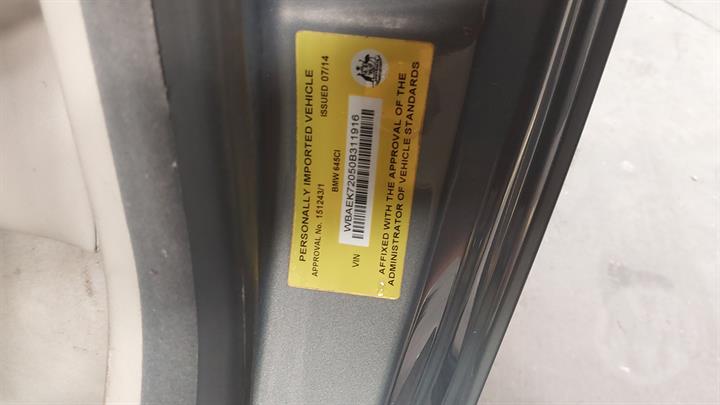 PERSONALLY IMPORTED VEHICLE
APPROVAL No. 151243/1 ISSUED 07/14
BMW 645CI
VIN WBAEK72050B311916
AFFIXED WITH THE APPROVAL OF THE
ADMINISTRATOR OF VEHICLE STANDARDS